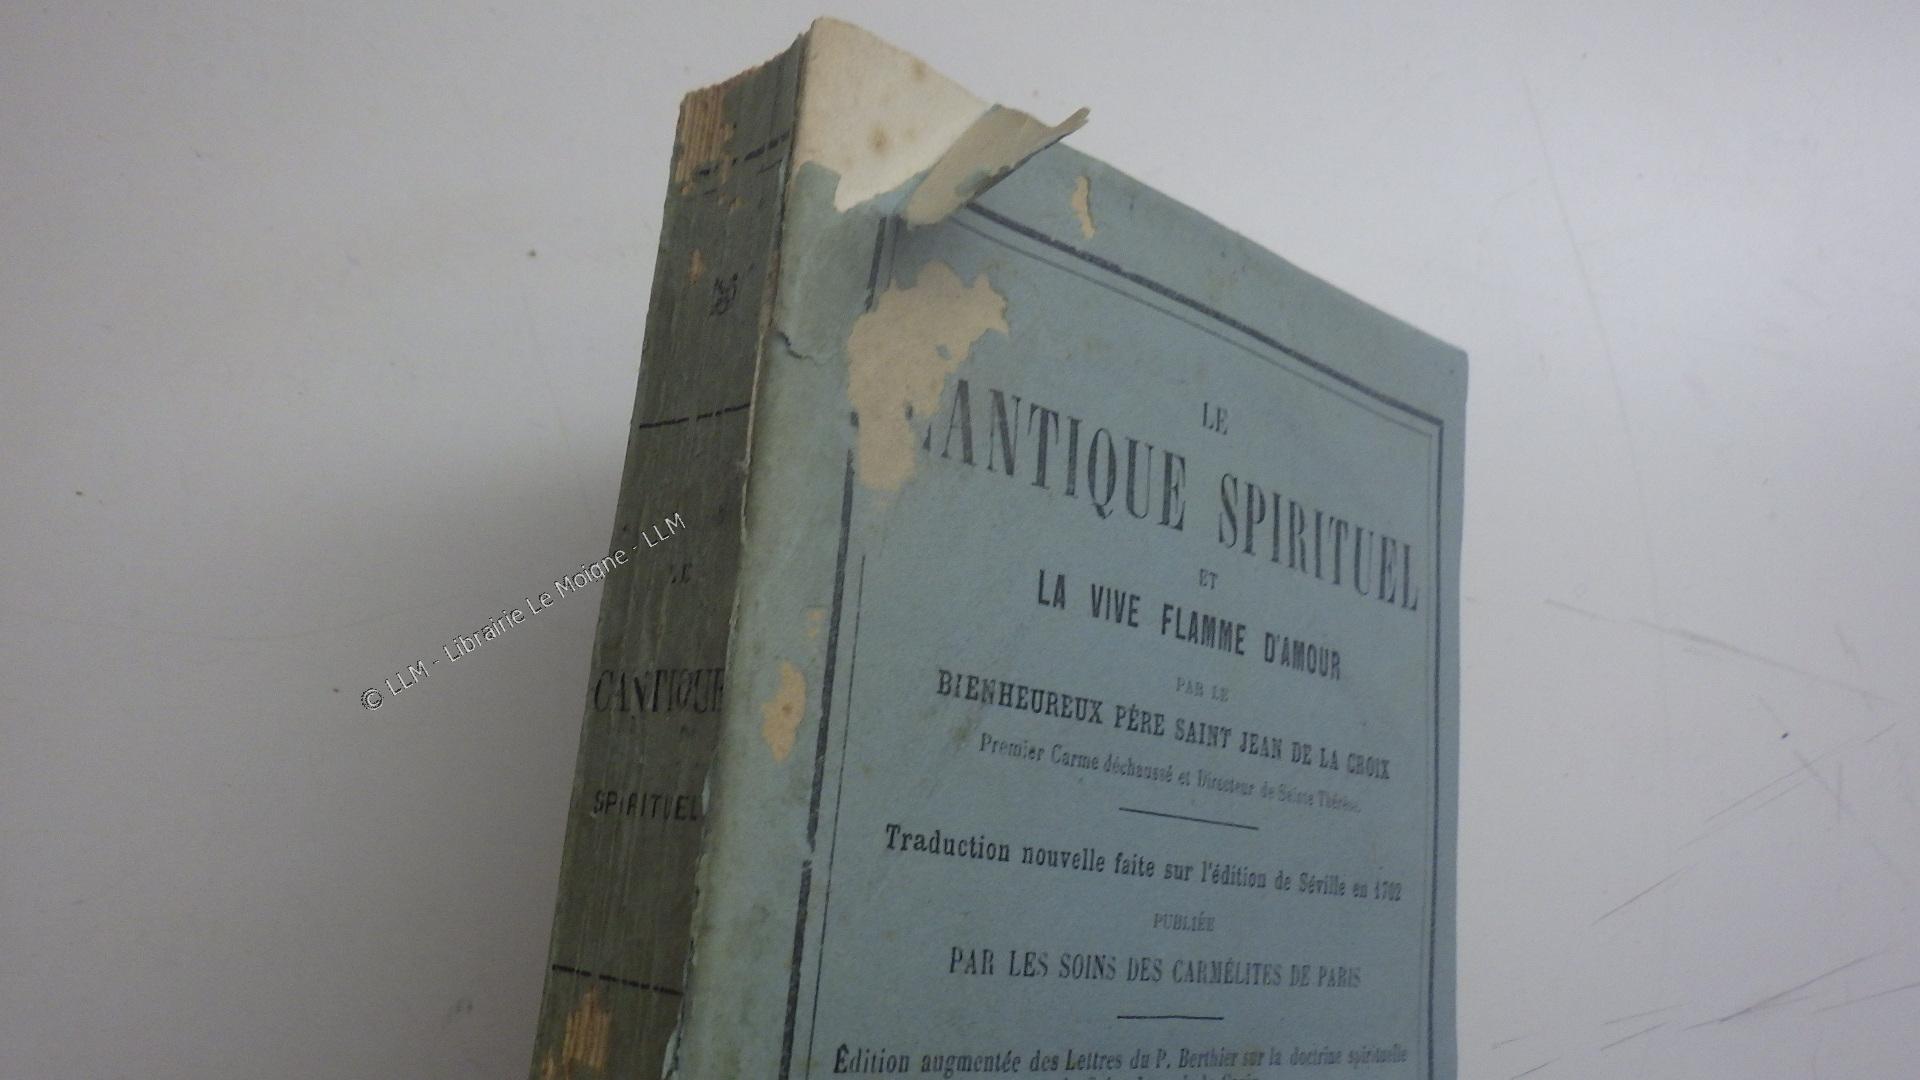 LE
CANTIQUE
SPIRITUEL
LE
ANTIQUE SPIRITUEL
ET
LA VIVE FLAMME D'AMOUR
PAR LE
BIENHEUREUX PÈRE SAINT JEAN DE LA CROIX
Premier Carme déchaussé et Directeur de Sainte Thérèse.
Traduction nouvelle faite sur l'édition de Séville en 1702
PUBLIÉE
PAR LES SOINS DES CARMÉLITES DE PARIS
Édition augmentée des Lettres du P. Berthier sur la doctrine spirituelle
© LLM - Librairie Le Moigne - LLM